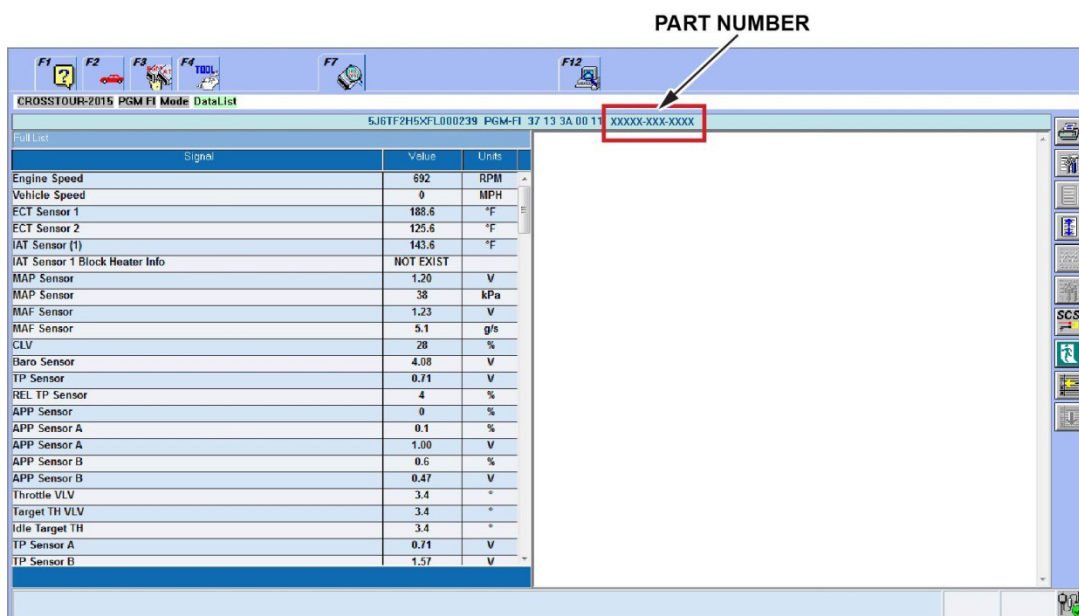 PART NUMBER
F1 F2 F3 F4 TOOL F7 F12
CROSSTOUR-2015 PGM FI Mode DataList
5J6TF2H5XFL000239 PGM-FI 37 13 3A 00 11 XXXXX-XXX-XXXX
Full List
Signal Value Units
Engine Speed 692 RPM
Vehicle Speed 0 MPH
ECT Sensor 1 188.6 °F
ECT Sensor 2 125.6 °F
IAT Sensor (1) 143.6 °F
IAT Sensor 1 Block Heater Info NOT EXIST
MAP Sensor 1.20 V
MAP Sensor 38 kPa
MAF Sensor 1.23 V
MAF Sensor 5.1 g/s
CLV 28 %
Baro Sensor 4.08 V
TP Sensor 0.71 V
REL TP Sensor 4 %
APP Sensor 0 %
APP Sensor A 0.1 %
APP Sensor A 1.00 V
APP Sensor B 0.6 %
APP Sensor B 0.47 V
Throttle VLV 3.4 °
Target TH VLV 3.4 °
Idle Target TH 3.4 °
TP Sensor A 0.71 V
TP Sensor B 1.57 V
SCS